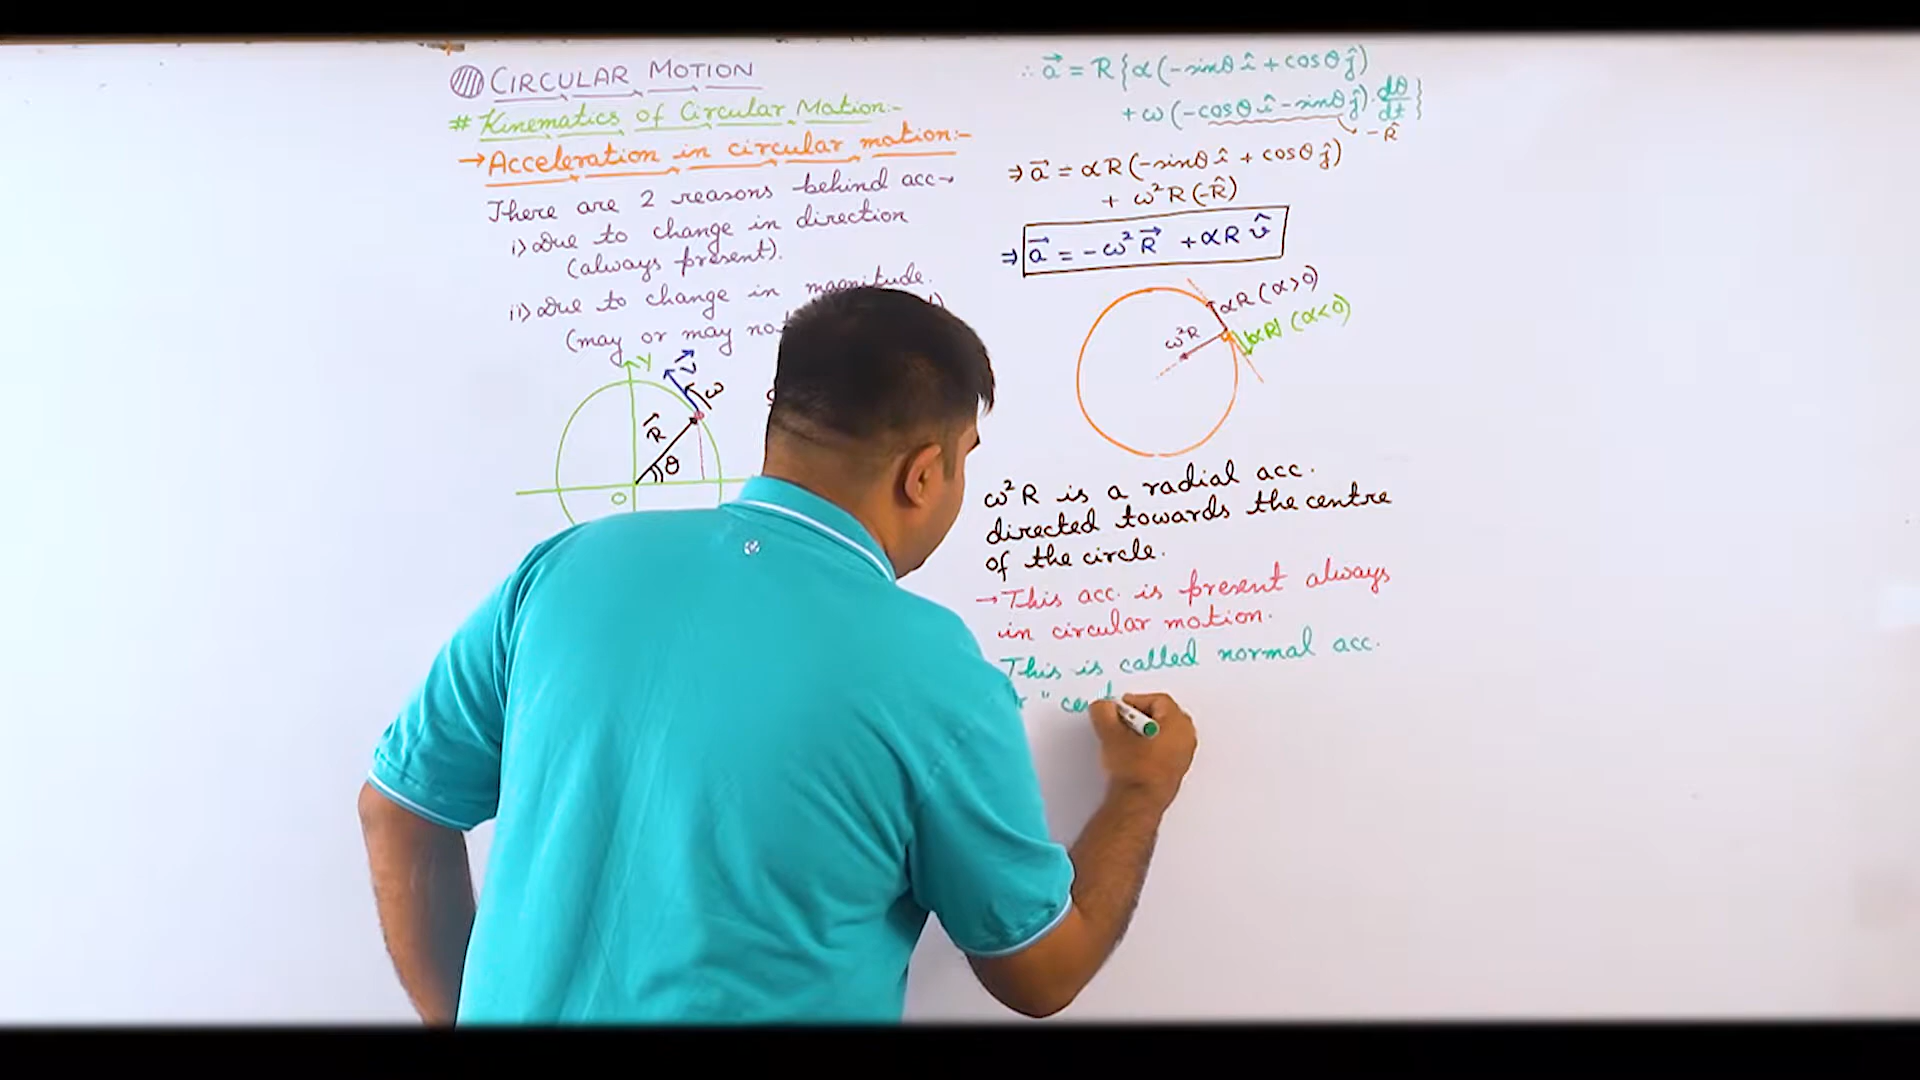 CIRCULAR MOTION
# Kinematics of Circular Motion:-
→ Acceleration in circular motion:-
There are 2 reasons behind acc→
i) Due to change in direction
(always present).
ii) Due to change in magnitude.
(may or may no
Y
v⃗
ω
R⃗
θ
O
∴ a⃗ = R{α(-sinθ î + cosθ ĵ)
+ ω(-cosθ î - sinθ ĵ)·dθ/dt}
-R̂
⇒ a⃗ = αR(-sinθ î + cosθ ĵ)
+ ω²R(-R̂)
⇒ a⃗ = -ω²R⃗ + αR v̂
αR (α>0)
ω²R
|αR| (α<0)
ω²R is a radial acc.
directed towards the centre
of the circle.
→ This acc. is present always
in circular motion.
This is called normal acc.
r "cent